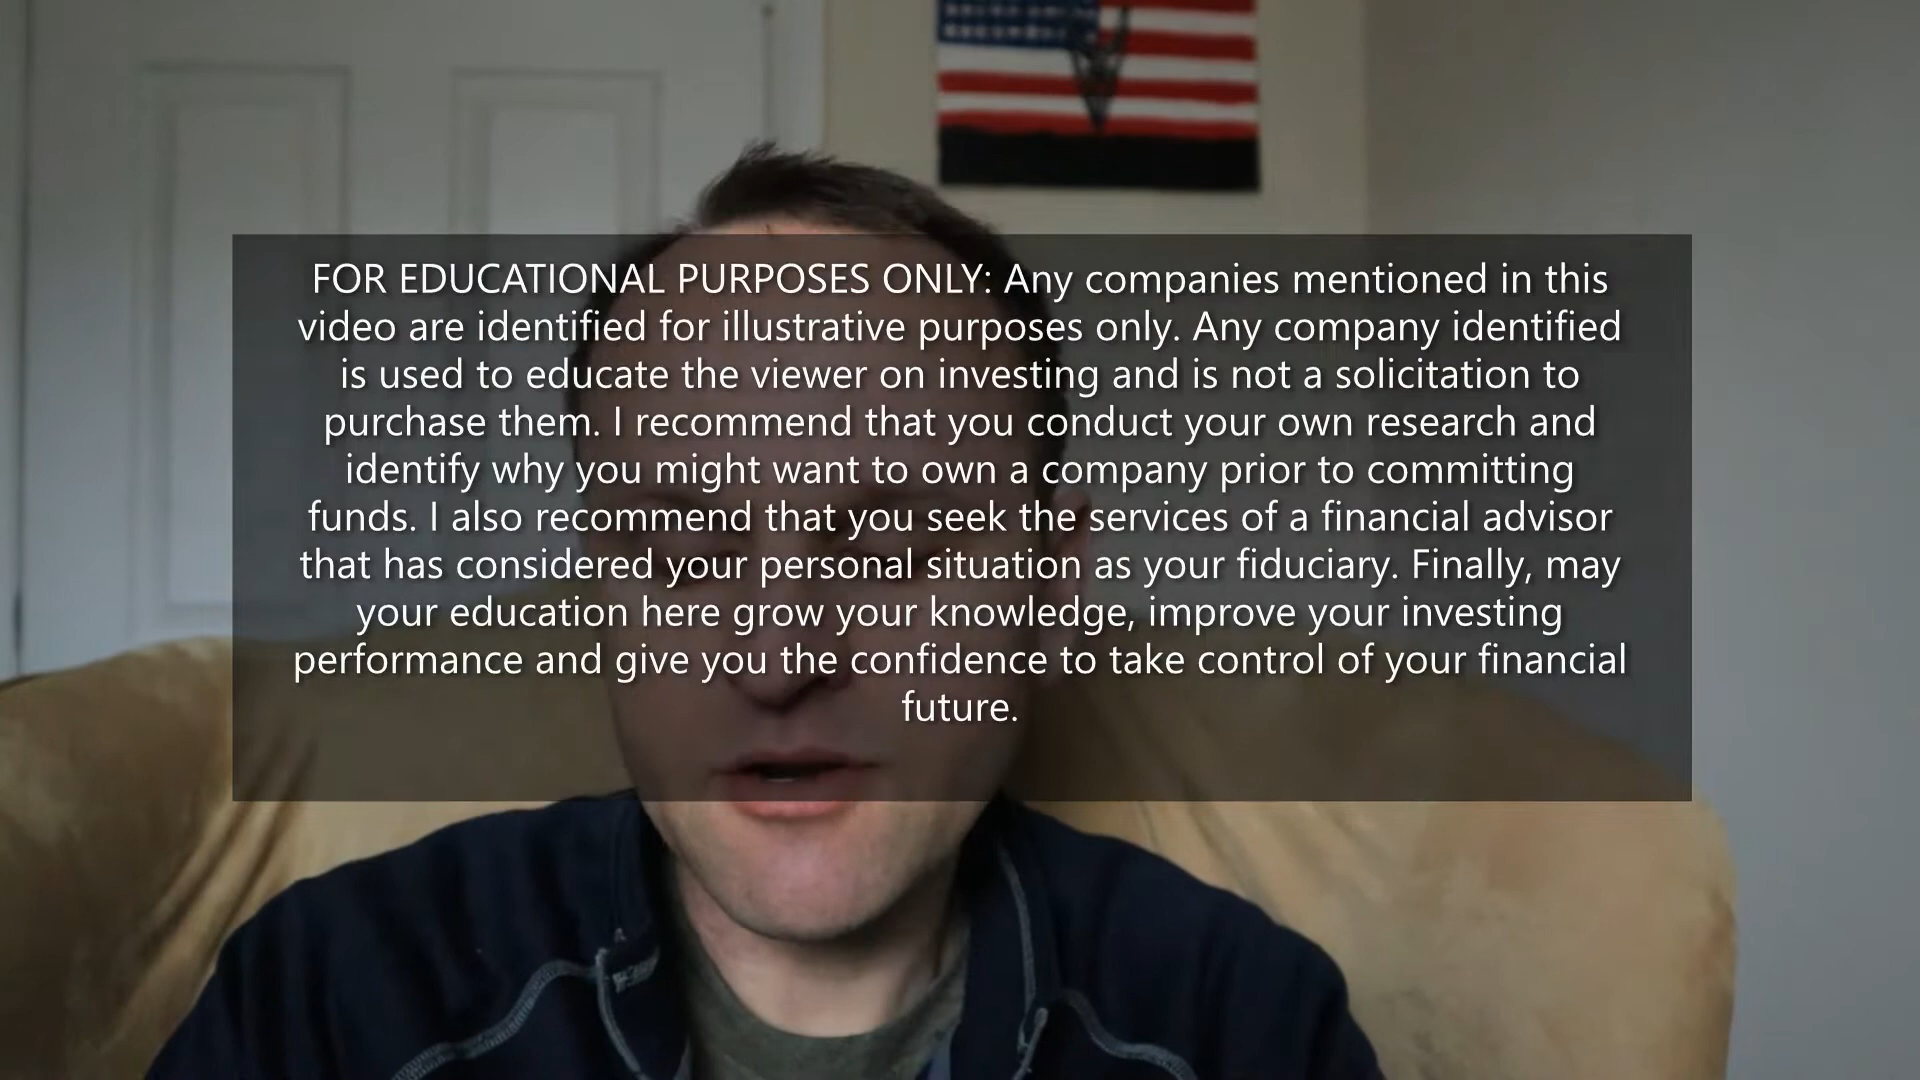 FOR EDUCATIONAL PURPOSES ONLY: Any companies mentioned in this
video are identified for illustrative purposes only. Any company identified
is used to educate the viewer on investing and is not a solicitation to
purchase them. I recommend that you conduct your own research and
identify why you might want to own a company prior to committing
funds. I also recommend that you seek the services of a financial advisor
that has considered your personal situation as your fiduciary. Finally, may
your education here grow your knowledge, improve your investing
performance and give you the confidence to take control of your financial
future.